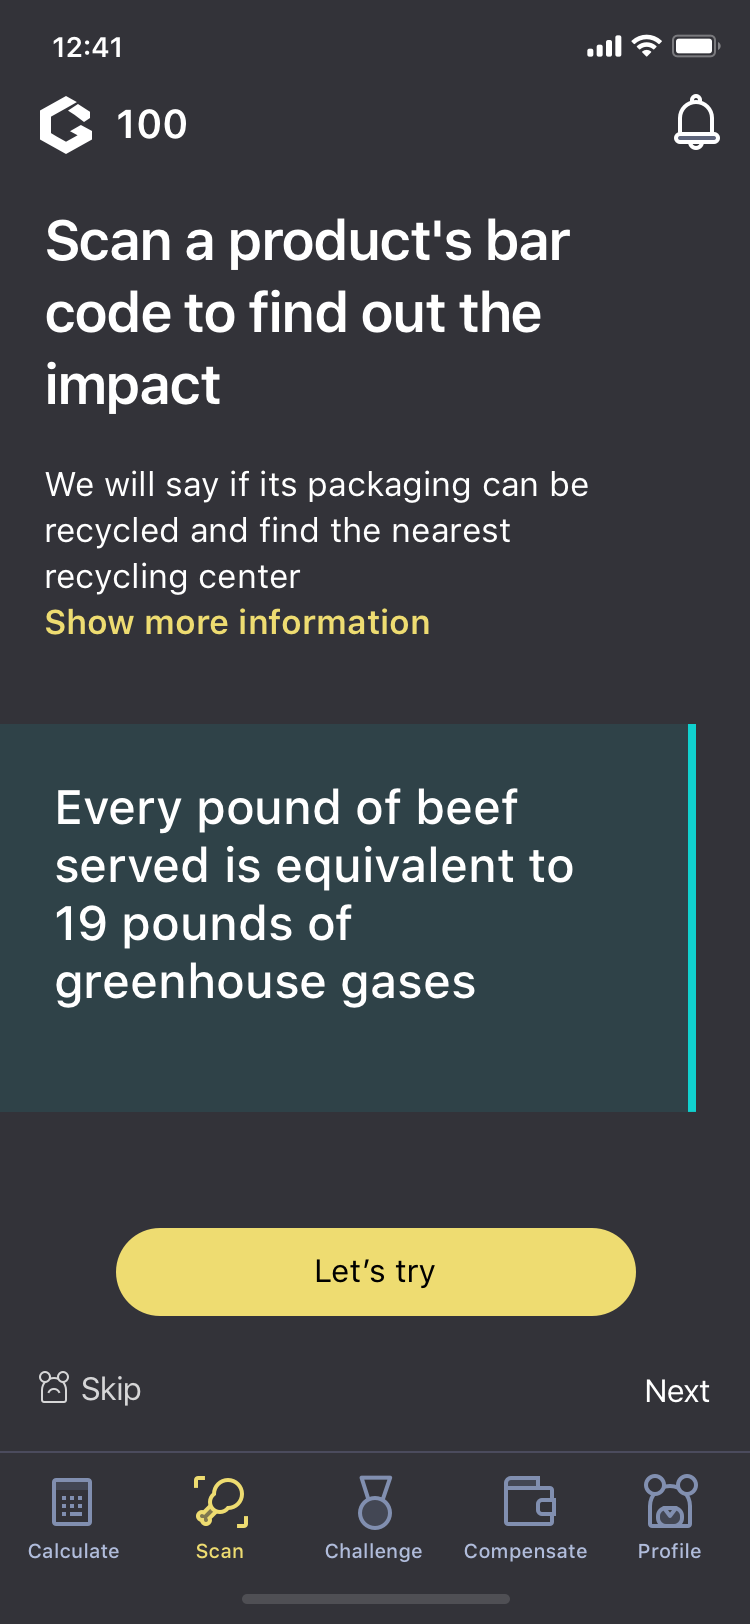 12:41
100
Scan a product's bar
code to find out the
impact
We will say if its packaging can be
recycled and find the nearest
recycling center
Show more information
Every pound of beef
served is equivalent to
19 pounds of
greenhouse gases
Let’s try
Skip
Next
Calculate
Scan
Challenge
Compensate
Profile